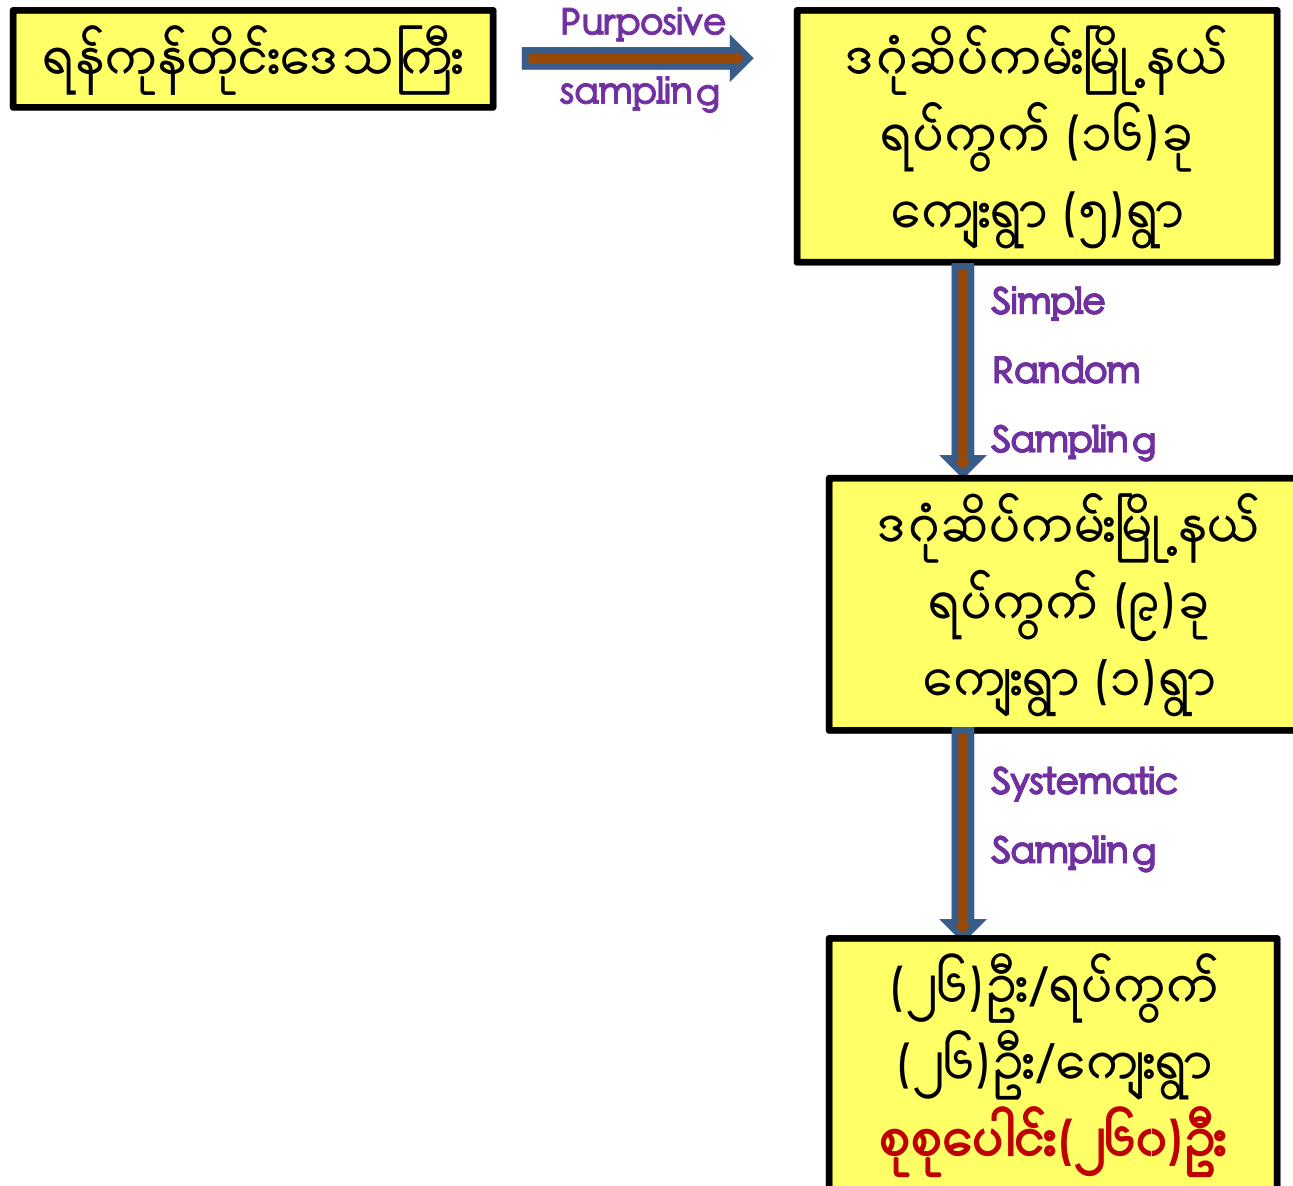 ရန်ကုန်တိုင်းဒေသကြီး
Purposive
sampling
ဒဂုံဆိပ်ကမ်းမြို့နယ်
ရပ်ကွက် (၁၆)ခု
ကျေးရွာ (၅)ရွာ
Simple
Random
Sampling
ဒဂုံဆိပ်ကမ်းမြို့နယ်
ရပ်ကွက် (၉)ခု
ကျေးရွာ (၁)ရွာ
Systematic
Sampling
(၂၆)ဦး/ရပ်ကွက်
(၂၆)ဦး/ကျေးရွာ
စုစုပေါင်း(၂၆၀)ဦး